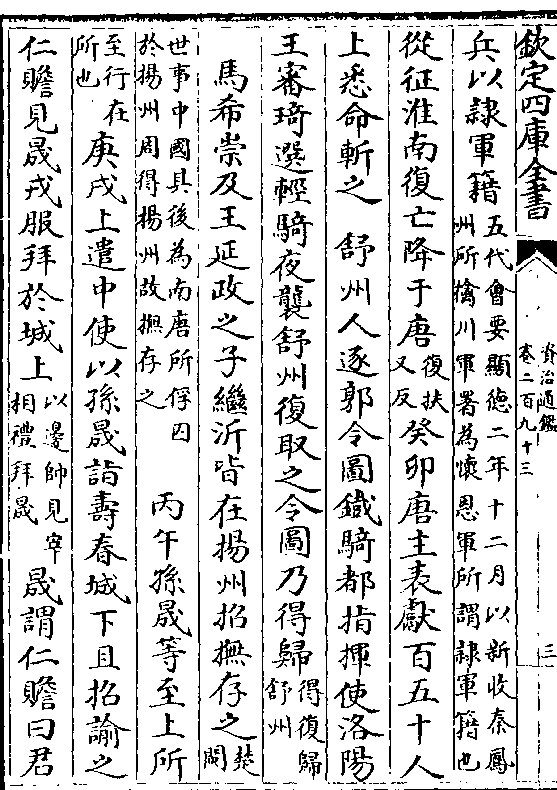 欽定四庫全書
資治通鑑
卷二百九十三
三
兵以隸軍籍五代會要顯德二年十二月以新收秦鳳州所擒川軍署為懷恩軍所謂隸軍籍也
從征淮南復亡降于唐復扶又反癸卯唐主表獻百五十人
上悉命斬之　舒州人逐郭令圖鐵騎都指揮使洛陽
王審琦選輕騎夜襲舒州復取之令圖乃得歸得復歸舒州
馬希崇及王延政之子繼沂皆在揚州招撫存之楚閩
世事中國其後為南唐所俘因於揚州周得揚州故撫存之　丙午孫晟等至上所
至行在所也　庚戌上遣中使以孫晟詣壽春城下且招諭之
仁贍見晟戎服拜於城上以邊帥見宰相禮拜晟晟謂仁贍曰君